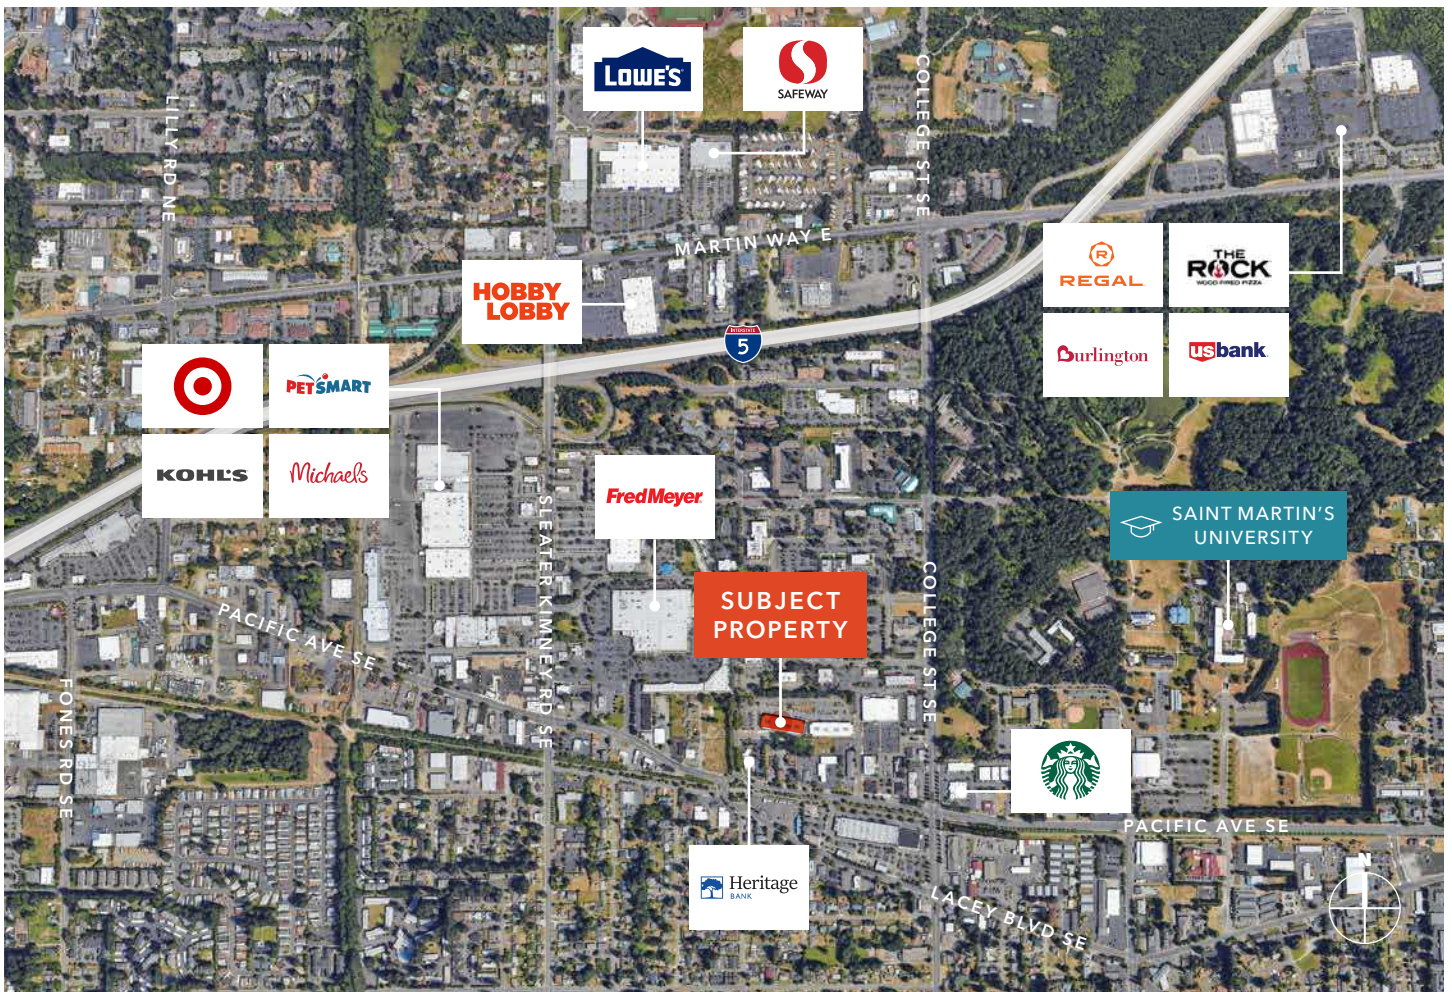 LOWE'S
SAFEWAY
COLLEGE ST SE
LILLY RD NE
MARTIN WAY E
REGAL
THE
ROCK
WOOD FIRED PIZZA
HOBBY
LOBBY
INTERSTATE
5
Burlington
usbank
PETSMART
KOHL'S
Michaels
FredMeyer
SLEATER KIMNEY RD SE
SAINT MARTIN'S
UNIVERSITY
COLLEGE ST SE
SUBJECT
PROPERTY
PACIFIC AVE SE
FONES RD SE
PACIFIC AVE SE
Heritage
BANK
LACEY BLVD SE
N